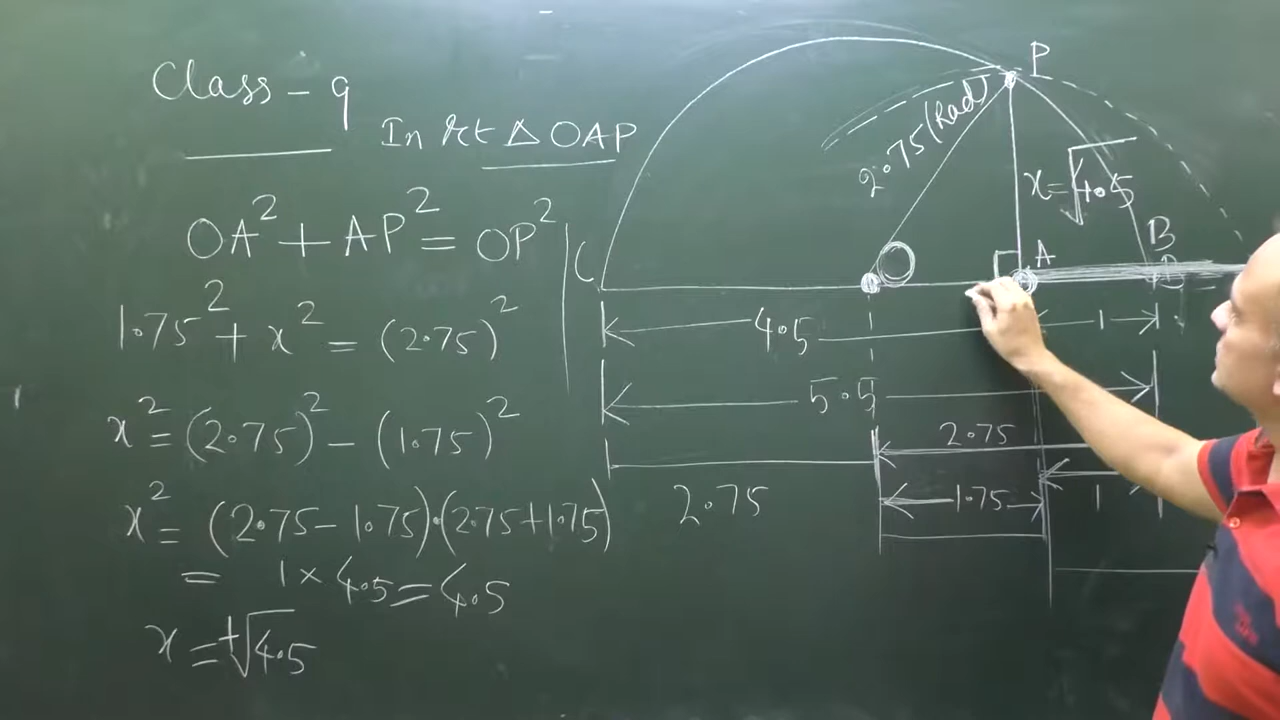 Class - 9
In rt △ OAP
OA² + AP² = OP²
1.75² + x² = (2.75)²
x² = (2.75)² - (1.75)²
x² = (2.75 - 1.75)·(2.75 + 1.75)
= 1 × 4.5 = 4.5
x = +√4.5
P
2.75 (Rad)
x = √4.5
C
O
A
B
D
4.5
1
5.5
2.75
1.75
1
2.75